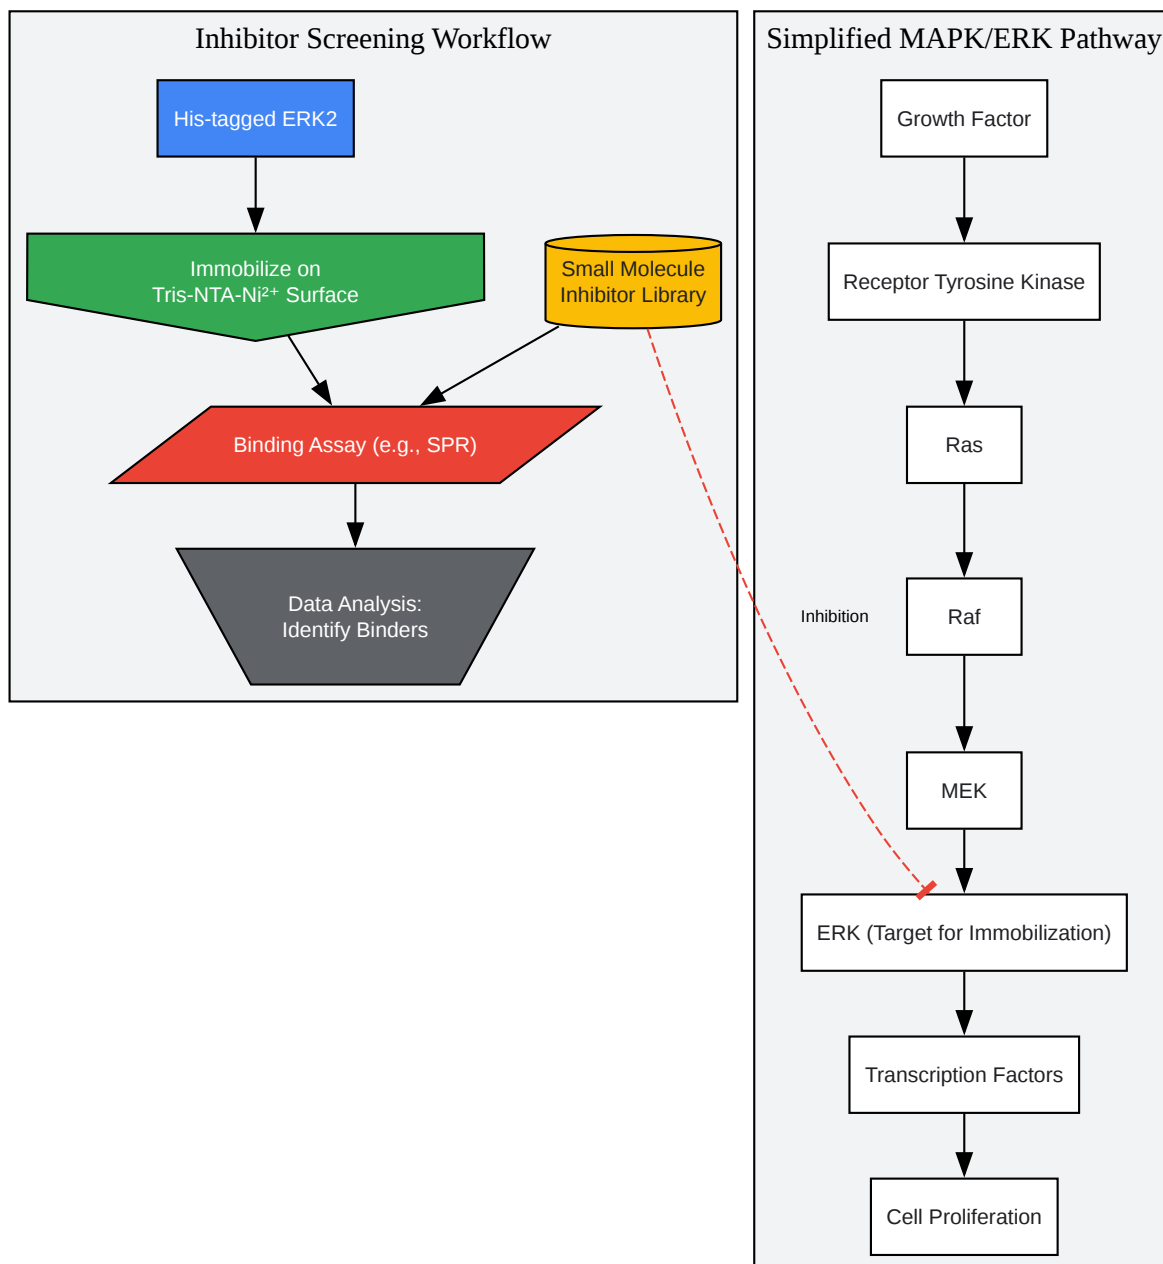 Inhibitor Screening Workflow
His-tagged ERK2
Immobilize on
Tris-NTA-Ni²⁺ Surface
Small Molecule
Inhibitor Library
Binding Assay (e.g., SPR)
Data Analysis:
Identify Binders
Simplified MAPK/ERK Pathway
Growth Factor
Receptor Tyrosine Kinase
Ras
Inhibition
Raf
MEK
ERK (Target for Immobilization)
Transcription Factors
Cell Proliferation